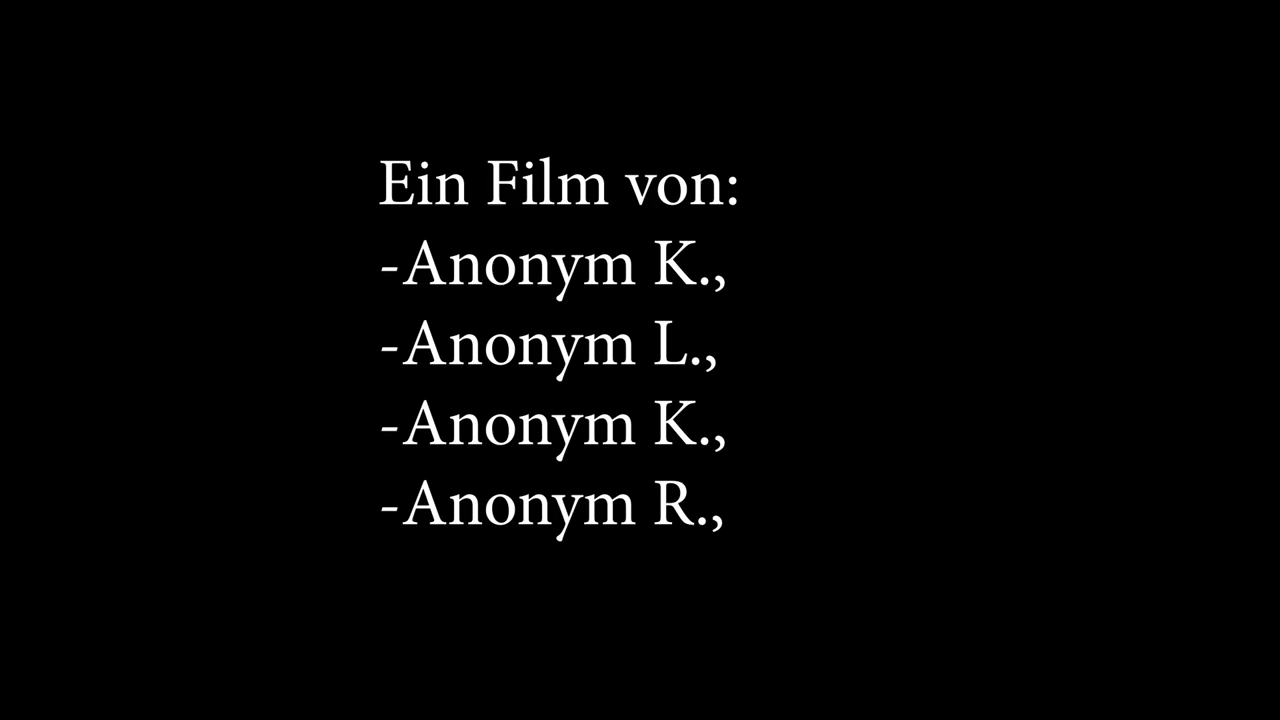 Ein Film von:
-Anonym K.,
-Anonym L.,
-Anonym K.,
-Anonym R.,